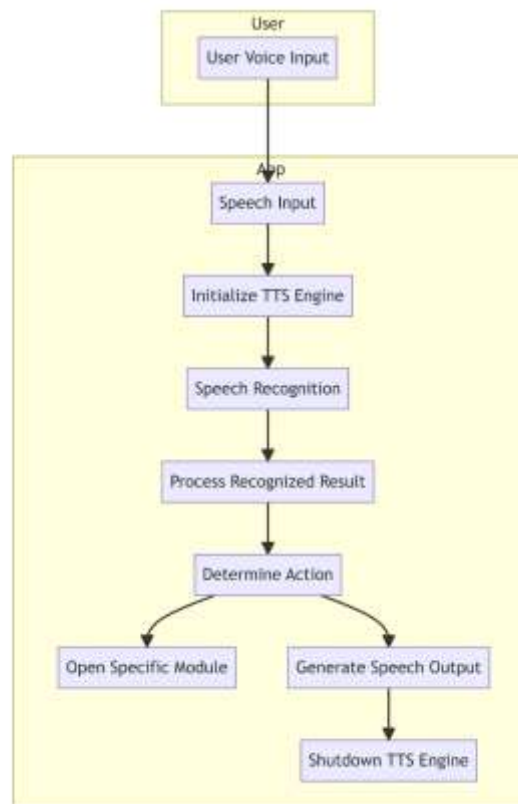 User
User Voice Input
App
Speech Input
Initialize TTS Engine
Speech Recognition
Process Recognized Result
Determine Action
Open Specific Module
Generate Speech Output
Shutdown TTS Engine